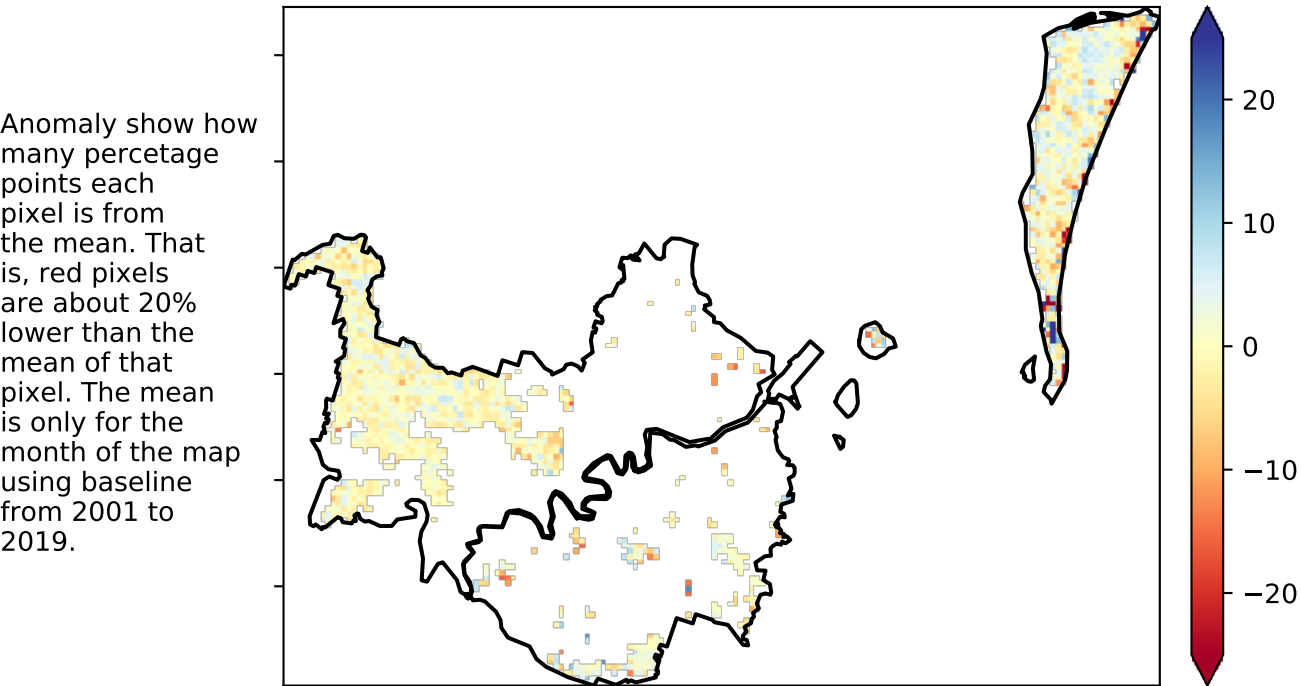 Anomaly show how
many percetage
points each
pixel is from
the mean. That
is, red pixels
are about 20%
lower than the
mean of that
pixel. The mean
is only for the
month of the map
using baseline
from 2001 to
2019.
20
10
0
−10
−20